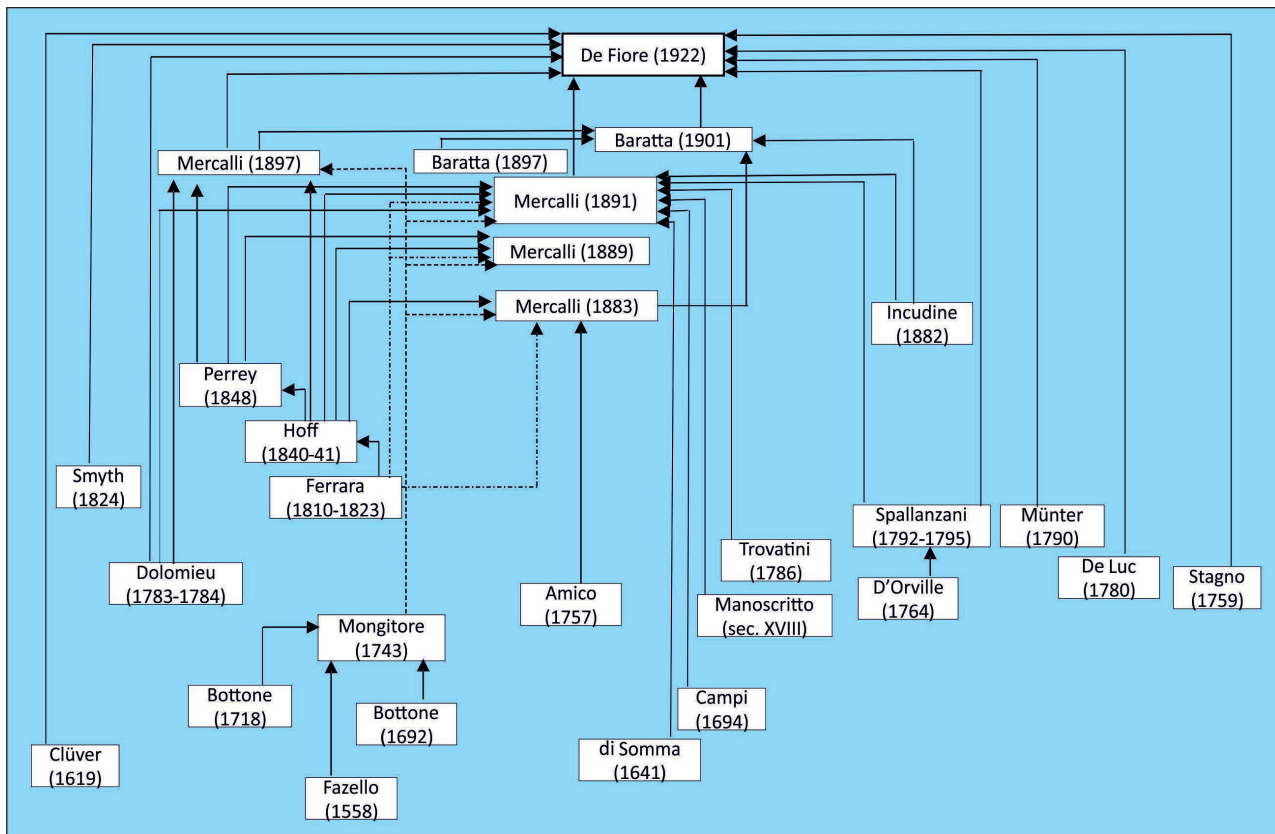 De Fiore (1922)
Baratta (1901)
Mercalli (1897)
Baratta (1897)
Mercalli (1891)
Mercalli (1889)
Mercalli (1883)
Incudine
(1882)
Perrey
(1848)
Hoff
(1840-41)
Smyth
(1824)
Ferrara
(1810-1823)
Spallanzani
(1792-1795)
Münter
(1790)
Trovatini
(1786)
De Luc
(1780)
Stagno
(1759)
Dolomieu
(1783-1784)
Amico
(1757)
Manoscritto
(sec. XVIII)
D'Orville
(1764)
Mongitore
(1743)
Bottone
(1718)
Bottone
(1692)
Campi
(1694)
di Somma
(1641)
Clüver
(1619)
Fazello
(1558)